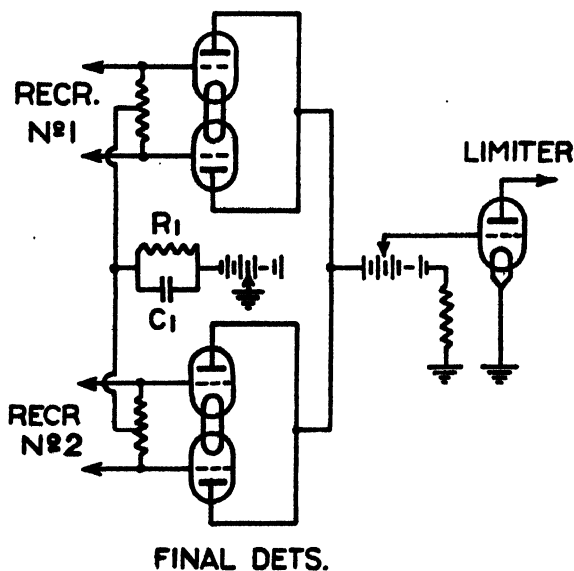 RECR.
Nº1
LIMITER
R1
C1
RECR
Nº2
FINAL DETS.